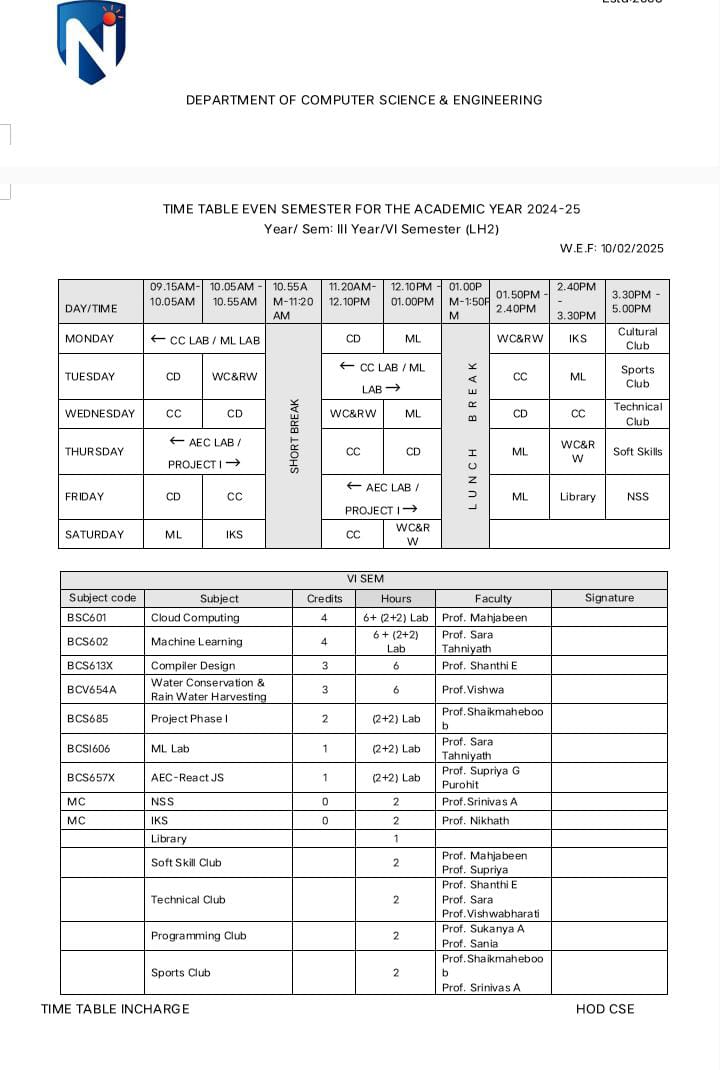 N
DEPARTMENT OF COMPUTER SCIENCE & ENGINEERING
TIME TABLE EVEN SEMESTER FOR THE ACADEMIC YEAR 2024-25
Year/ Sem: III Year/VI Semester (LH2)
W.E.F: 10/02/2025
DAY/TIME 09.15AM-10.05AM 10.05AM - 10.55AM 10.55AM-11:20AM 11.20AM-12.10PM 12.10PM - 01.00PM 01.00PM-1:50PM 01.50PM - 2.40PM 2.40PM - 3.30PM 3.30PM - 5.00PM
SHORT BREAK
LUNCH BREAK
MONDAY ← CC LAB / ML LAB CD ML WC&RW IKS Cultural Club
TUESDAY CD WC&RW ← CC LAB / ML LAB → CC ML Sports Club
WEDNESDAY CC CD WC&RW ML CD CC Technical Club
THURSDAY ← AEC LAB / PROJECT I → CC CD ML WC&RW Soft Skills
FRIDAY CD CC ← AEC LAB / PROJECT I → ML Library NSS
SATURDAY ML IKS CC WC&RW
VI SEM
Subject code Subject Credits Hours Faculty Signature
BSC601 Cloud Computing 4 6+ (2+2) Lab Prof. Mahjabeen
BCS602 Machine Learning 4 6 + (2+2) Lab Prof. Sara Tahniyath
BCS613X Compiler Design 3 6 Prof. Shanthi E
BCV654A Water Conservation & Rain Water Harvesting 3 6 Prof.Vishwa
BCS685 Project Phase I 2 (2+2) Lab Prof.Shaikmaheboob
BCSl606 ML Lab 1 (2+2) Lab Prof. Sara Tahniyath
BCS657X AEC-React JS 1 (2+2) Lab Prof. Supriya G Purohit
MC NSS 0 2 Prof.Srinivas A
MC IKS 0 2 Prof. Nikhath
Library 1
Soft Skill Club 2 Prof. Mahjabeen Prof. Supriya
Technical Club 2 Prof. Shanthi E Prof. Sara Prof.Vishwabharati
Programming Club 2 Prof. Sukanya A Prof. Sania
Sports Club 2 Prof.Shaikmaheboob Prof. Srinivas A
TIME TABLE INCHARGE HOD CSE